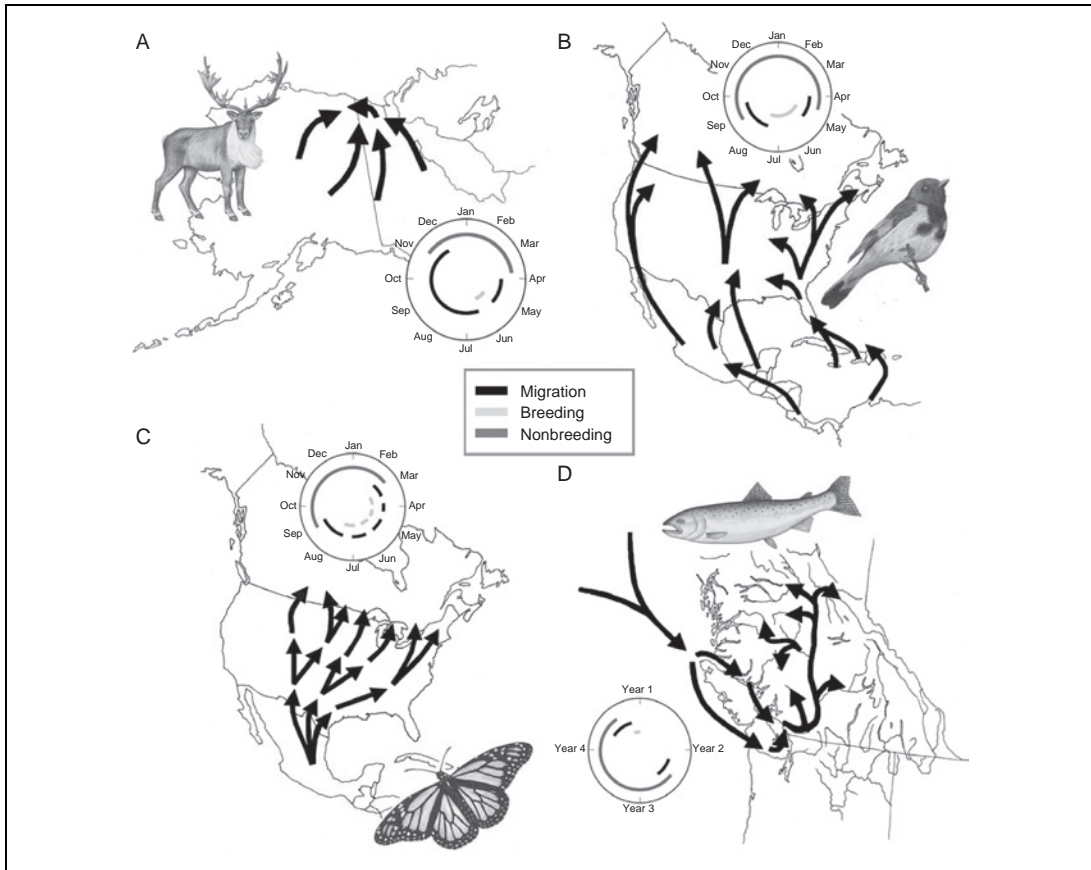 A
Jan
Feb
Mar
Apr
May
Jun
Jul
Aug
Sep
Oct
Nov
Dec
B
Jan
Feb
Mar
Apr
May
Jun
Jul
Aug
Sep
Oct
Nov
Dec
Migration
Breeding
Nonbreeding
C
Jan
Feb
Mar
Apr
May
Jun
Jul
Aug
Sep
Oct
Nov
Dec
D
Year 1
Year 2
Year 3
Year 4